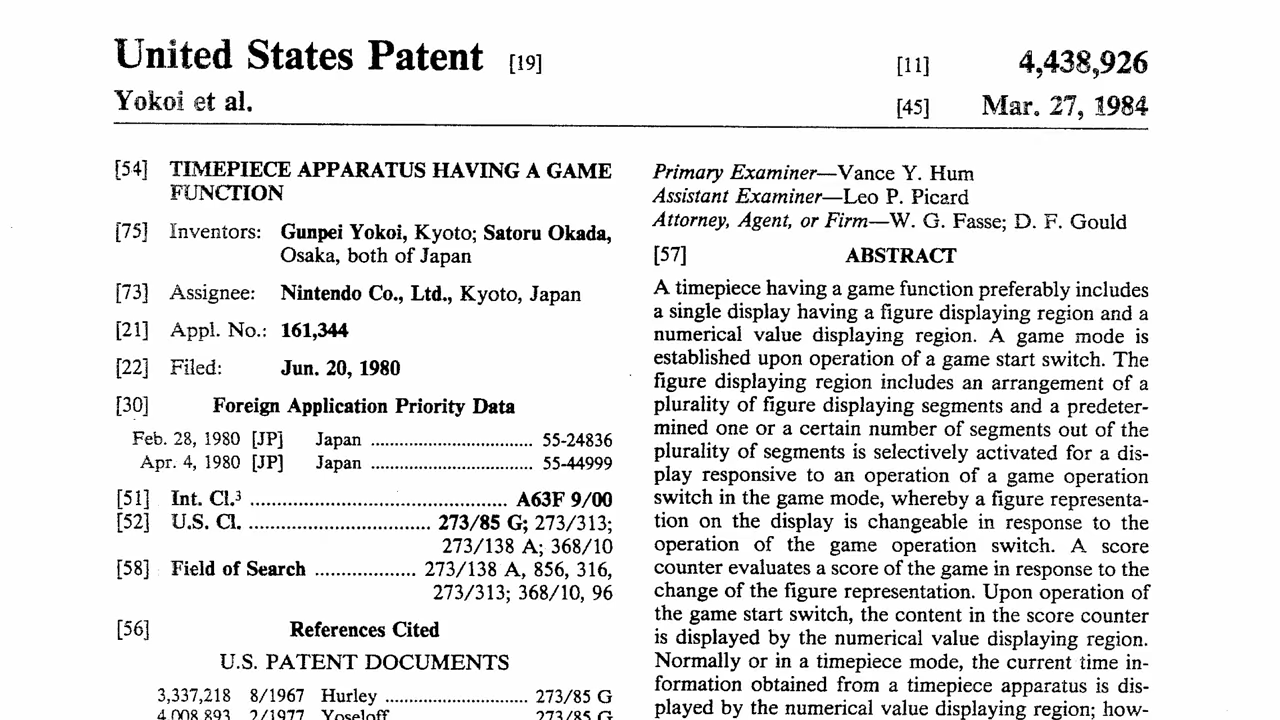 United States Patent [19]
Yokoi et al.
[11] 4,438,926
[45] Mar. 27, 1984
[54] TIMEPIECE APPARATUS HAVING A GAME
FUNCTION
[75] Inventors: Gunpei Yokoi, Kyoto; Satoru Okada,
Osaka, both of Japan
[73] Assignee: Nintendo Co., Ltd., Kyoto, Japan
[21] Appl. No.: 161,344
[22] Filed: Jun. 20, 1980
[30] Foreign Application Priority Data
Feb. 28, 1980 [JP] Japan ................................ 55-24836
Apr. 4, 1980 [JP] Japan ................................ 55-44999
[51] Int. Cl.³ ........................................ A63F 9/00
[52] U.S. Cl. ................................ 273/85 G; 273/313;
273/138 A; 368/10
[58] Field of Search .................. 273/138 A, 856, 316,
273/313; 368/10, 96
[56] References Cited
U.S. PATENT DOCUMENTS
3,337,218 8/1967 Hurley ......................... 273/85 G
4,008,893 2/1977 Yoseloff ......................... 273/85 G
Primary Examiner—Vance Y. Hum
Assistant Examiner—Leo P. Picard
Attorney, Agent, or Firm—W. G. Fasse; D. F. Gould
[57] ABSTRACT
A timepiece having a game function preferably includes
a single display having a figure displaying region and a
numerical value displaying region. A game mode is
established upon operation of a game start switch. The
figure displaying region includes an arrangement of a
plurality of figure displaying segments and a predeter-
mined one or a certain number of segments out of the
plurality of segments is selectively activated for a dis-
play responsive to an operation of a game operation
switch in the game mode, whereby a figure representa-
tion on the display is changeable in response to the
operation of the game operation switch. A score
counter evaluates a score of the game in response to the
change of the figure representation. Upon operation of
the game start switch, the content in the score counter
is displayed by the numerical value displaying region.
Normally or in a timepiece mode, the current time in-
formation obtained from a timepiece apparatus is dis-
played by the numerical value displaying region; how-